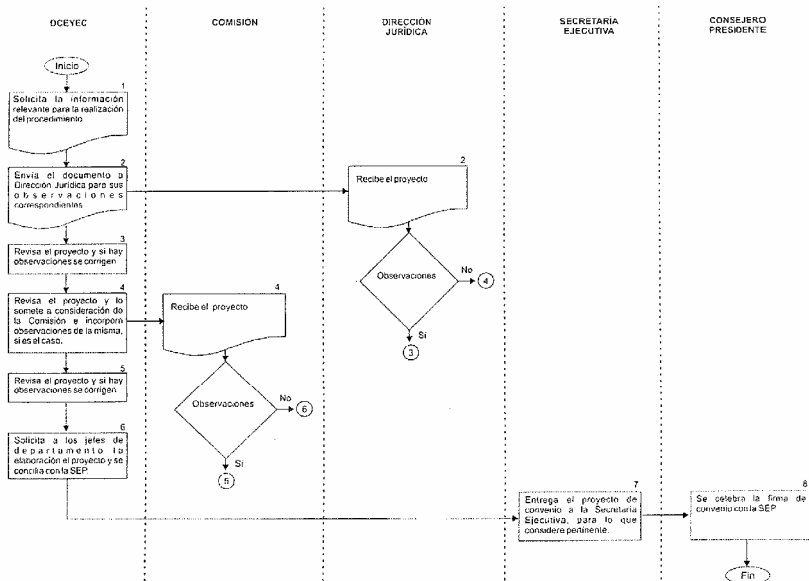 DCEYEC
COMISION
DIRECCIÓN
JURÍDICA
SECRETARÍA
EJECUTIVA
CONSEJERO
PRESIDENTE
Inicio
1
Solicita la información
relevante para la realización
del procedimiento
2
Envía el documento a
Dirección Jurídica para sus
observaciones
correspondientes
2
Recibe el proyecto
Observaciones
No
4
Sí
3
3
Revisa el proyecto y si hay
observaciones se corrigen
4
Revisa el proyecto y lo
somete a consideración de
la Comisión e incorpora
observaciones de la misma,
si es el caso.
4
Recibe el proyecto
Observaciones
No
6
Sí
5
5
Revisa el proyecto y si hay
observaciones se corrigen
6
Solicita a los jefes de
departamento la
elaboración el proyecto y se
concilia con la SEP.
7
Entrega el proyecto de
convenio a la Secretaría
Ejecutiva, para lo que
considere pertinente.
8
Se celebra la firma de
convenio con la SEP
Fin